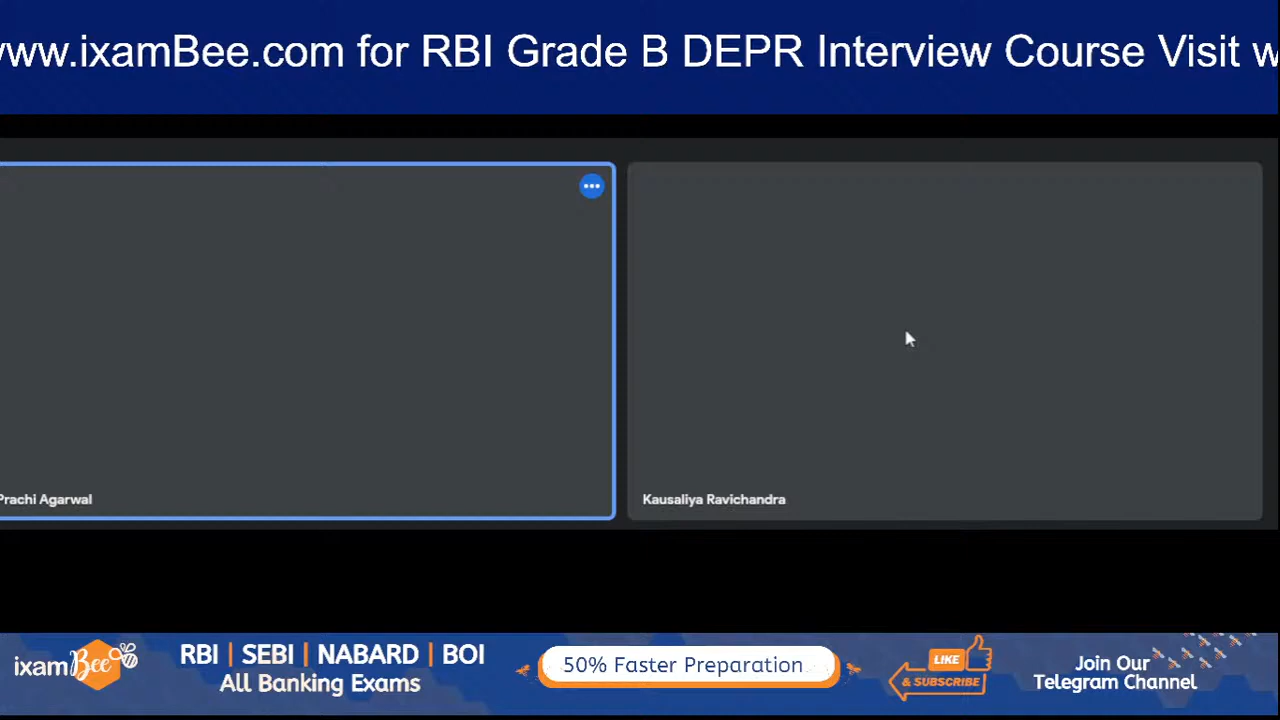 www.ixamBee.com for RBI Grade B DEPR Interview Course Visit w
Prachi Agarwal
Kausaliya Ravichandra
ixamBee
RBI | SEBI | NABARD | BOI
All Banking Exams
50% Faster Preparation
LIKE
& SUBSCRIBE
Join Our
Telegram Channel